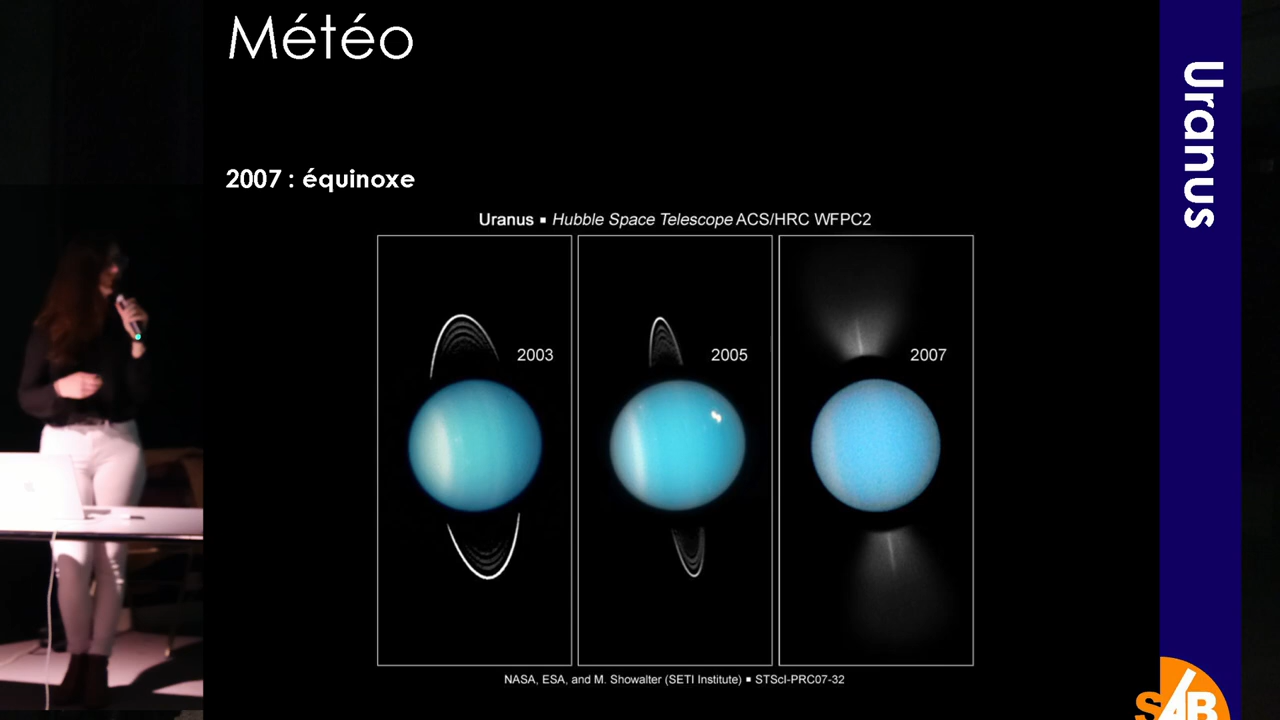 Météo
Uranus
2007 : équinoxe
Uranus ▪ Hubble Space Telescope ACS/HRC WFPC2
2003
2005
2007
NASA, ESA, and M. Showalter (SETI Institute) ▪ STScI-PRC07-32
SAB